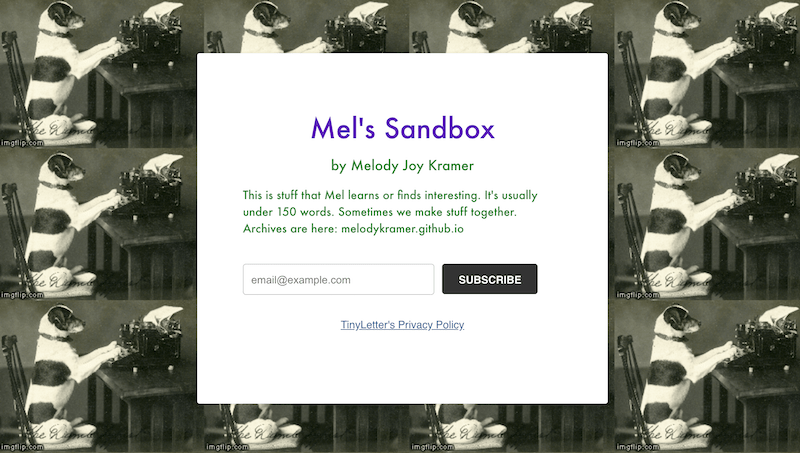 Mel's Sandbox
by Melody Joy Kramer
This is stuff that Mel learns or finds interesting. It's usually
under 150 words. Sometimes we make stuff together.
Archives are here: melodykramer.github.io
email@example.com
SUBSCRIBE
TinyLetter's Privacy Policy
imgflip.com
imgflip.com
imgflip.com
imgflip.com
imgflip.com
imgflip.com
imgflip.com
imgflip.com